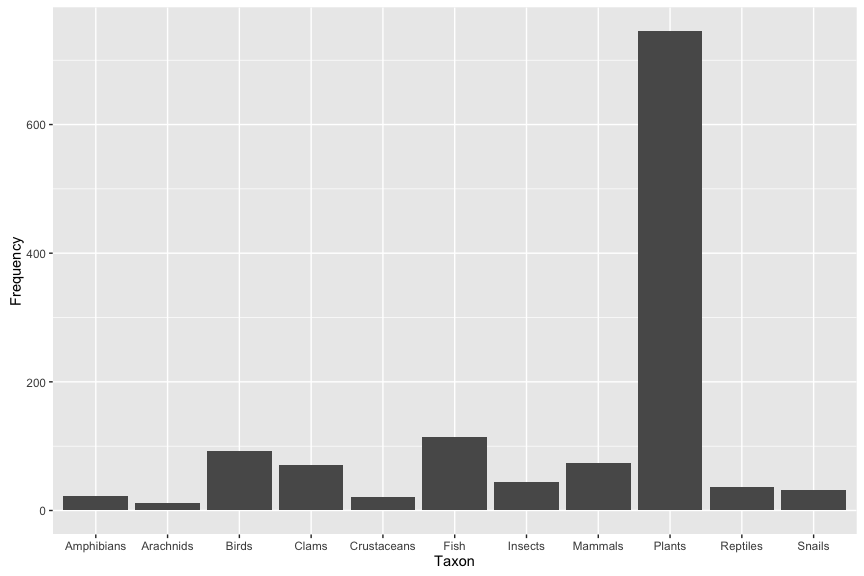 Frequency
600
400
200
0
Amphibians Arachnids Birds Clams Crustaceans Fish Insects Mammals Plants Reptiles Snails
Taxon